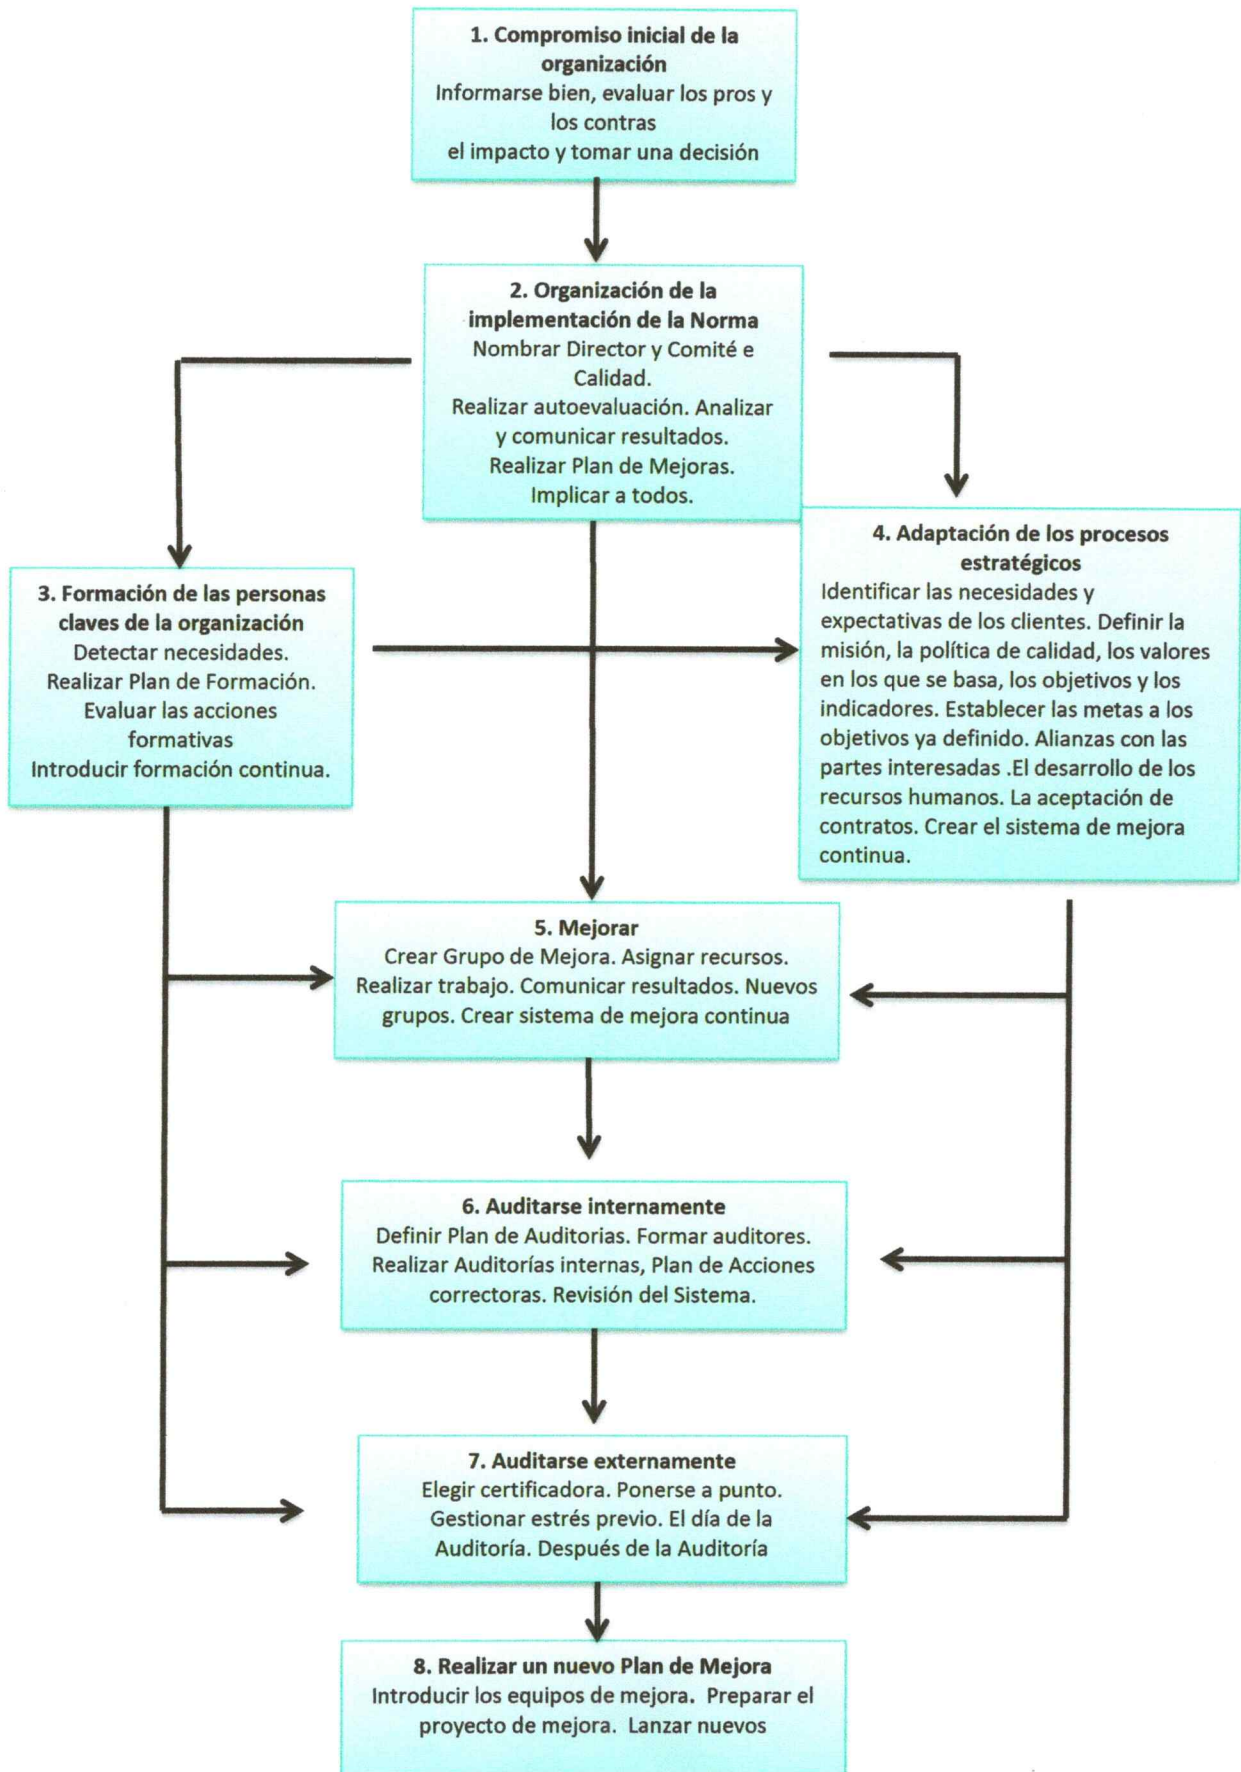 1. Compromiso inicial de la
organización
Informarse bien, evaluar los pros y
los contras
el impacto y tomar una decisión
2. Organización de la
implementación de la Norma
Nombrar Director y Comité e
Calidad.
Realizar autoevaluación. Analizar
y comunicar resultados.
Realizar Plan de Mejoras.
Implicar a todos.
3. Formación de las personas
claves de la organización
Detectar necesidades.
Realizar Plan de Formación.
Evaluar las acciones
formativas
Introducir formación continua.
4. Adaptación de los procesos
estratégicos
Identificar las necesidades y
expectativas de los clientes. Definir la
misión, la política de calidad, los valores
en los que se basa, los objetivos y los
indicadores. Establecer las metas a los
objetivos ya definido. Alianzas con las
partes interesadas .El desarrollo de los
recursos humanos. La aceptación de
contratos. Crear el sistema de mejora
continua.
5. Mejorar
Crear Grupo de Mejora. Asignar recursos.
Realizar trabajo. Comunicar resultados. Nuevos
grupos. Crear sistema de mejora continua
6. Auditarse internamente
Definir Plan de Auditorias. Formar auditores.
Realizar Auditorías internas, Plan de Acciones
correctoras. Revisión del Sistema.
7. Auditarse externamente
Elegir certificadora. Ponerse a punto.
Gestionar estrés previo. El día de la
Auditoría. Después de la Auditoría
8. Realizar un nuevo Plan de Mejora
Introducir los equipos de mejora. Preparar el
proyecto de mejora. Lanzar nuevos